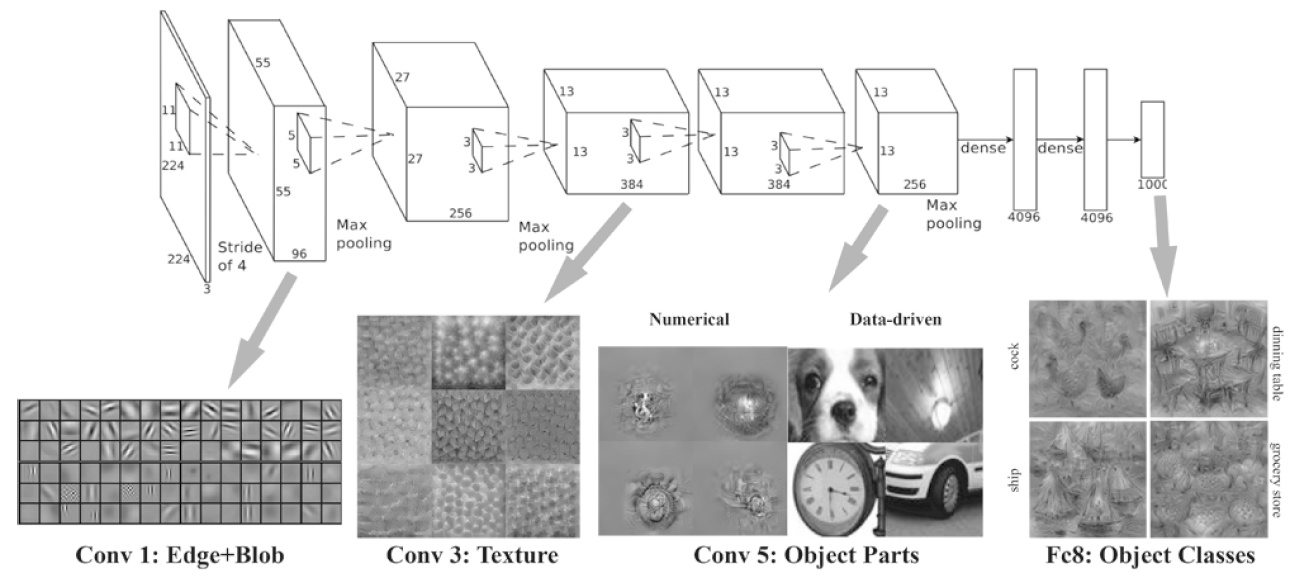 55
27
13
13
13
11
11
224
224
3
Stride
of 4
5
5
55
96
Max
pooling
27
3
3
256
Max
pooling
13
3
3
384
13
3
3
384
13
256
Max
pooling
dense
dense
4096
4096
1000
Numerical
Data-driven
cock
dinning table
ship
grocery store
Conv 1: Edge+Blob
Conv 3: Texture
Conv 5: Object Parts
Fc8: Object Classes